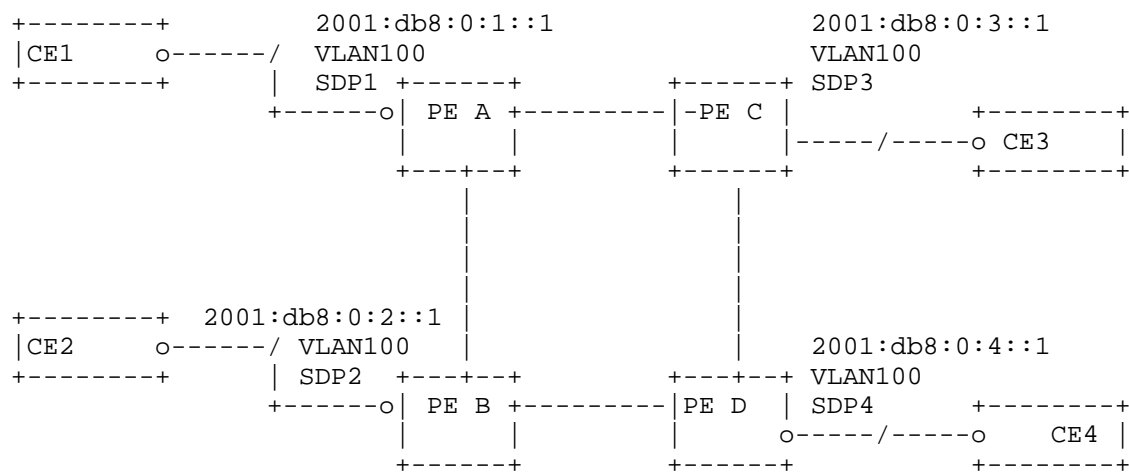 2001:db8:0:1::1 2001:db8:0:3::1
CE1 VLAN100 VLAN100
SDP1 SDP3
PE A PE C
CE3
2001:db8:0:2::1
CE2 VLAN100 2001:db8:0:4::1
SDP2 VLAN100
PE B PE D SDP4
CE4